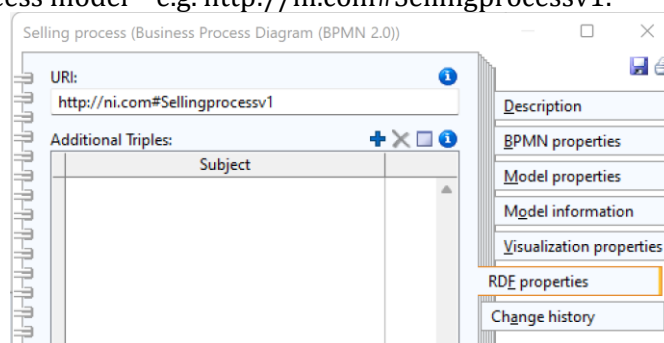 ess model – e.g. http://ni.com#Sellingprocessv1.
Selling process (Business Process Diagram (BPMN 2.0))
URI:
http://ni.com#Sellingprocessv1
Additional Triples:
Subject
Description
BPMN properties
Model properties
Model information
Visualization properties
RDF properties
Change history